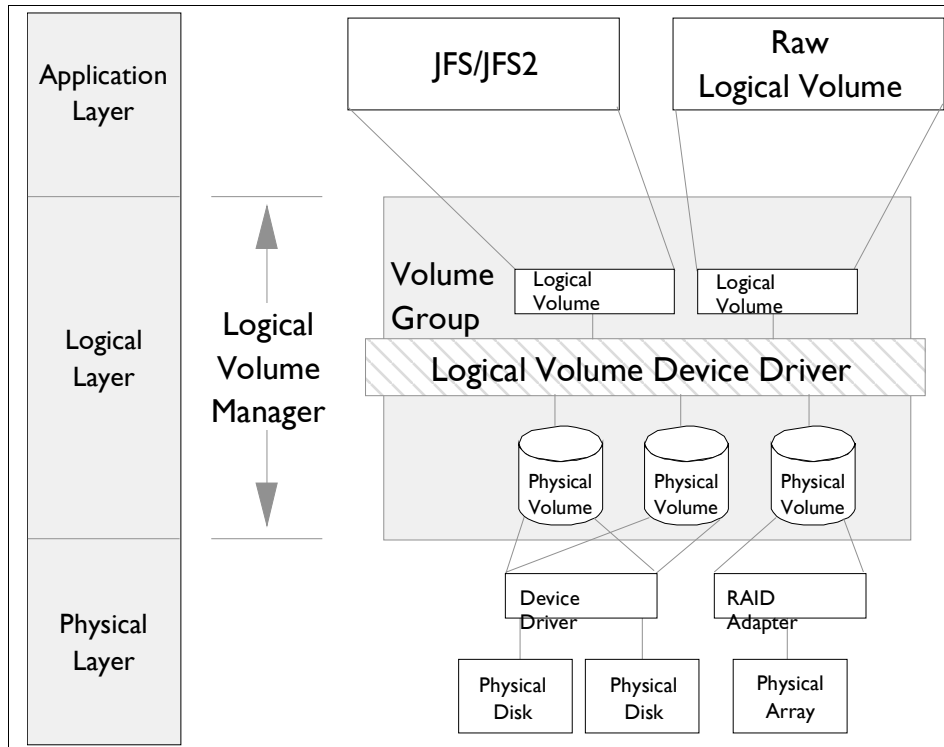 Application
Layer
JFS/JFS2
Raw
Logical Volume
Logical
Layer
Logical
Volume
Manager
Volume
Group
Logical
Volume
Logical
Volume
Logical Volume Device Driver
Physical
Volume
Physical
Volume
Physical
Volume
Physical
Layer
Device
Driver
RAID
Adapter
Physical
Disk
Physical
Disk
Physical
Array